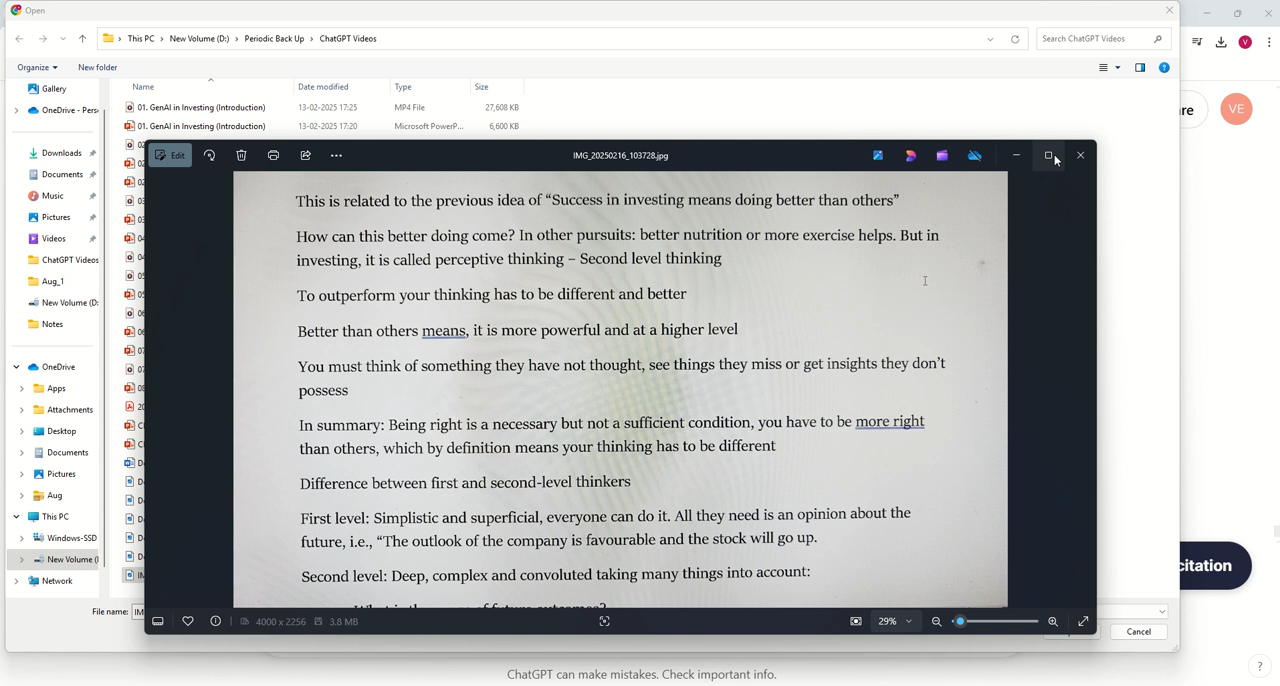 Open
This PC > New Volume (D:) > Periodic Back Up > ChatGPT Videos
Search ChatGPT Videos
Organize
New folder
Name Date modified Type Size
Gallery
OneDrive - Pers
01. GenAI in Investing (Introduction) 13-02-2025 17:25 MP4 File 27,608 KB
01. GenAI in Investing (Introduction) 13-02-2025 17:20 Microsoft PowerP... 6,600 KB
VE
Downloads
Documents
Music
Pictures
Videos
ChatGPT Videos
Aug_1
New Volume (D:
Notes
OneDrive
Apps
Attachments
Desktop
Documents
Pictures
Aug
This PC
Windows-SSD
New Volume (
Network
File name:
Cancel
Edit
IMG_20250216_103728.jpg
This is related to the previous idea of “Success in investing means doing better than others”
How can this better doing come? In other pursuits: better nutrition or more exercise helps. But in
investing, it is called perceptive thinking – Second level thinking
To outperform your thinking has to be different and better
Better than others means, it is more powerful and at a higher level
You must think of something they have not thought, see things they miss or get insights they don’t
possess
In summary: Being right is a necessary but not a sufficient condition, you have to be more right
than others, which by definition means your thinking has to be different
Difference between first and second-level thinkers
First level: Simplistic and superficial, everyone can do it. All they need is an opinion about the
future, i.e., “The outlook of the company is favourable and the stock will go up.
Second level: Deep, complex and convoluted taking many things into account:
4000 x 2256 3.8 MB
29%
citation
ChatGPT can make mistakes. Check important info.
?